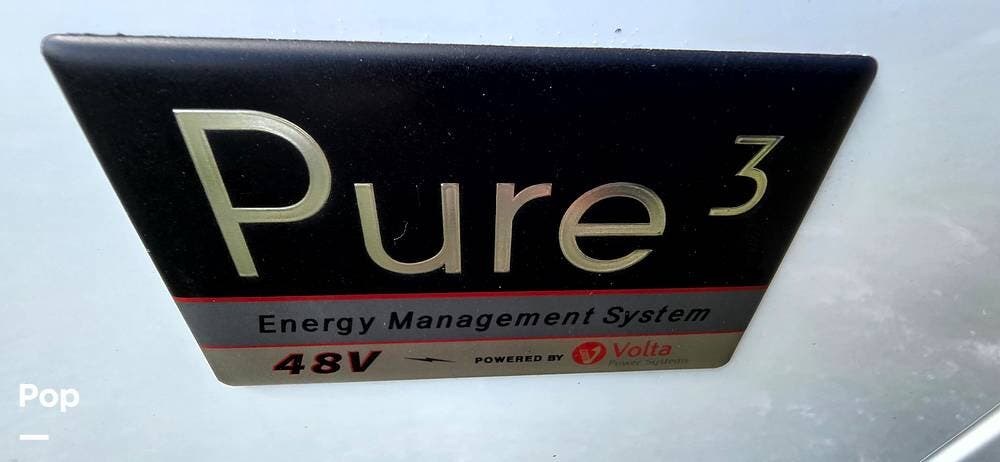 Pure³
Energy Management System
48V POWERED BY Volta
Power Systems
Pop